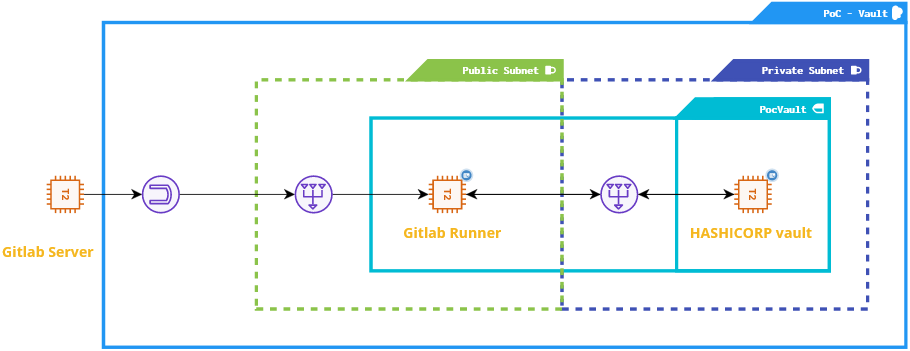 PoC - Vault
Public Subnet
Private Subnet
PocVault
T2
T2
T2
Gitlab Server
Gitlab Runner
HASHICORP vault